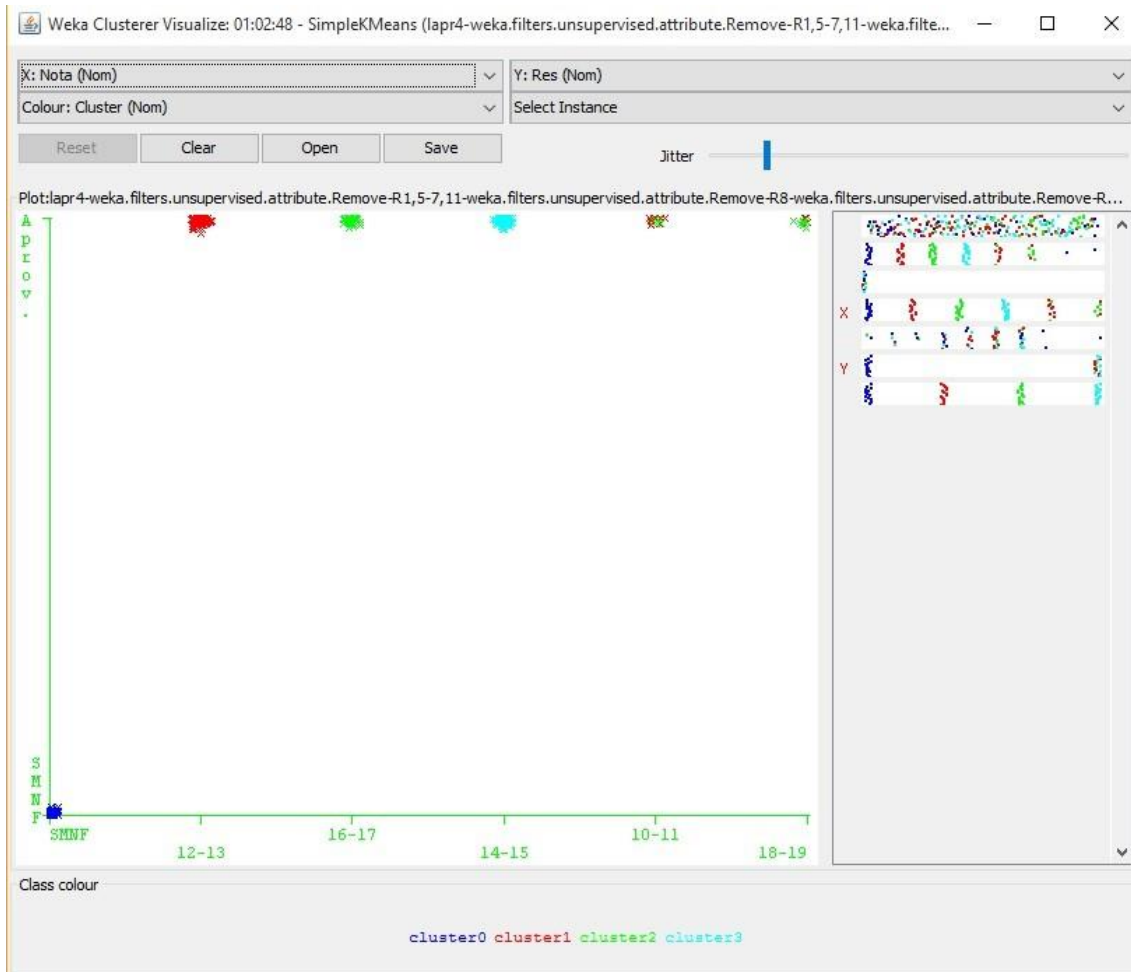 Weka Clusterer Visualize: 01:02:48 - SimpleKMeans (lapr4-weka.filters.unsupervised.attribute.Remove-R1,5-7,11-weka.filte...
X: Nota (Nom)
Y: Res (Nom)
Colour: Cluster (Nom)
Select Instance
Reset
Clear
Open
Save
Jitter
Plot:lapr4-weka.filters.unsupervised.attribute.Remove-R1,5-7,11-weka.filters.unsupervised.attribute.Remove-R8-weka.filters.unsupervised.attribute.Remove-R...
Aprov.
X
Y
SMNF
SMNF
16-17
10-11
12-13
14-15
18-19
Class colour
cluster0 cluster1 cluster2 cluster3